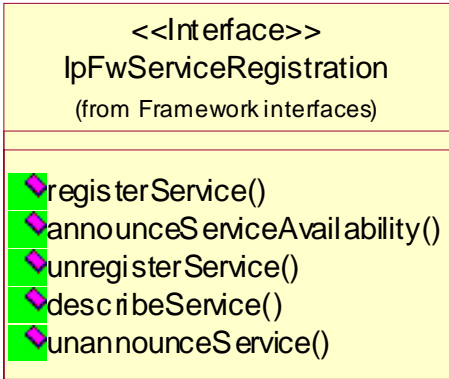 <<Interface>>
IpFwServiceRegistration
(from Framework interfaces)
registerService()
announceServiceAvailability()
unregisterService()
describeService()
unannounceService()